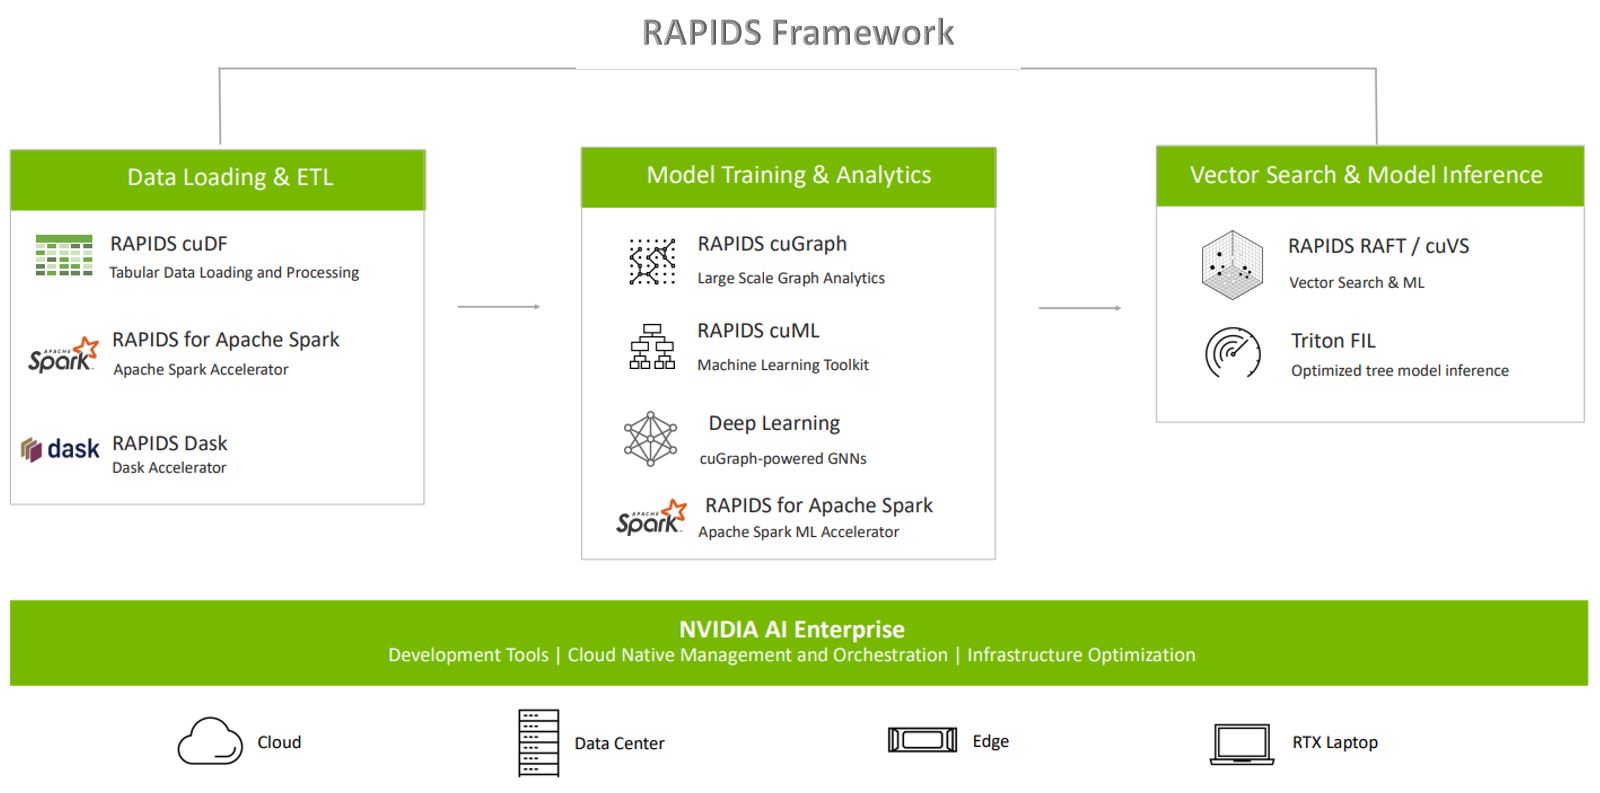 RAPIDS Framework
Data Loading & ETL
RAPIDS cuDF
Tabular Data Loading and Processing
APACHE
Spark
RAPIDS for Apache Spark
Apache Spark Accelerator
dask
RAPIDS Dask
Dask Accelerator
Model Training & Analytics
RAPIDS cuGraph
Large Scale Graph Analytics
RAPIDS cuML
Machine Learning Toolkit
Deep Learning
cuGraph-powered GNNs
APACHE
Spark
RAPIDS for Apache Spark
Apache Spark ML Accelerator
Vector Search & Model Inference
RAPIDS RAFT / cuVS
Vector Search & ML
Triton FIL
Optimized tree model inference
NVIDIA AI Enterprise
Development Tools | Cloud Native Management and Orchestration | Infrastructure Optimization
Cloud
Data Center
Edge
RTX Laptop